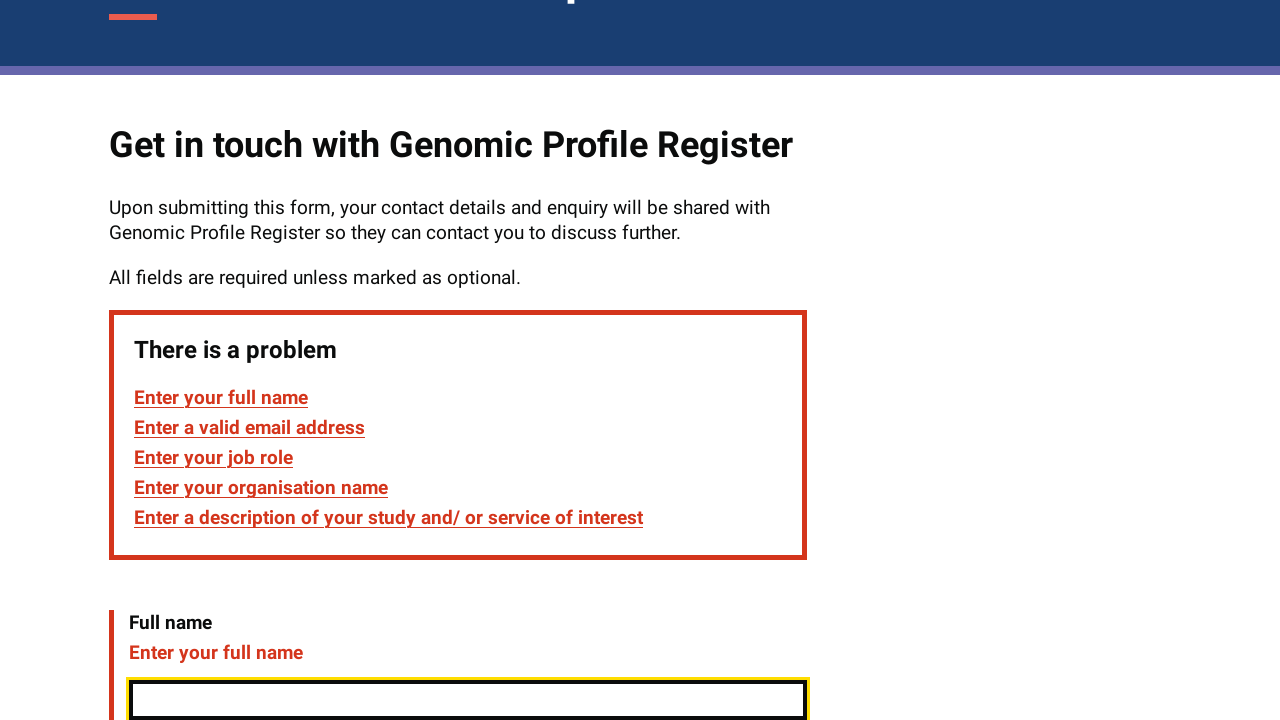 Get in touch with Genomic Profile Register
Upon submitting this form, your contact details and enquiry will be shared with
Genomic Profile Register so they can contact you to discuss further.
All fields are required unless marked as optional.
There is a problem
Enter your full name
Enter a valid email address
Enter your job role
Enter your organisation name
Enter a description of your study and/ or service of interest
Full name
Enter your full name